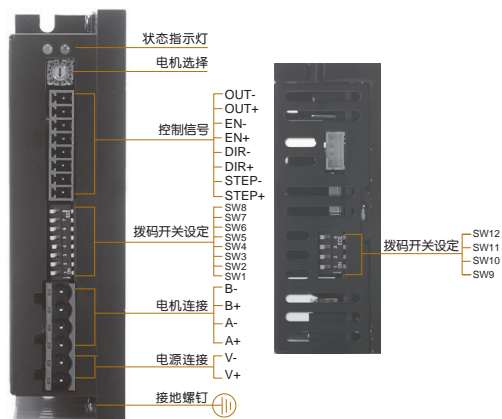 状态指示灯
电机选择
控制信号
OUT-
OUT+
EN-
EN+
DIR-
DIR+
STEP-
STEP+
拨码开关设定
SW8
SW7
SW6
SW5
SW4
SW3
SW2
SW1
电机连接
B-
B+
A-
A+
电源连接
V-
V+
接地螺钉
拨码开关设定
SW12
SW11
SW10
SW9